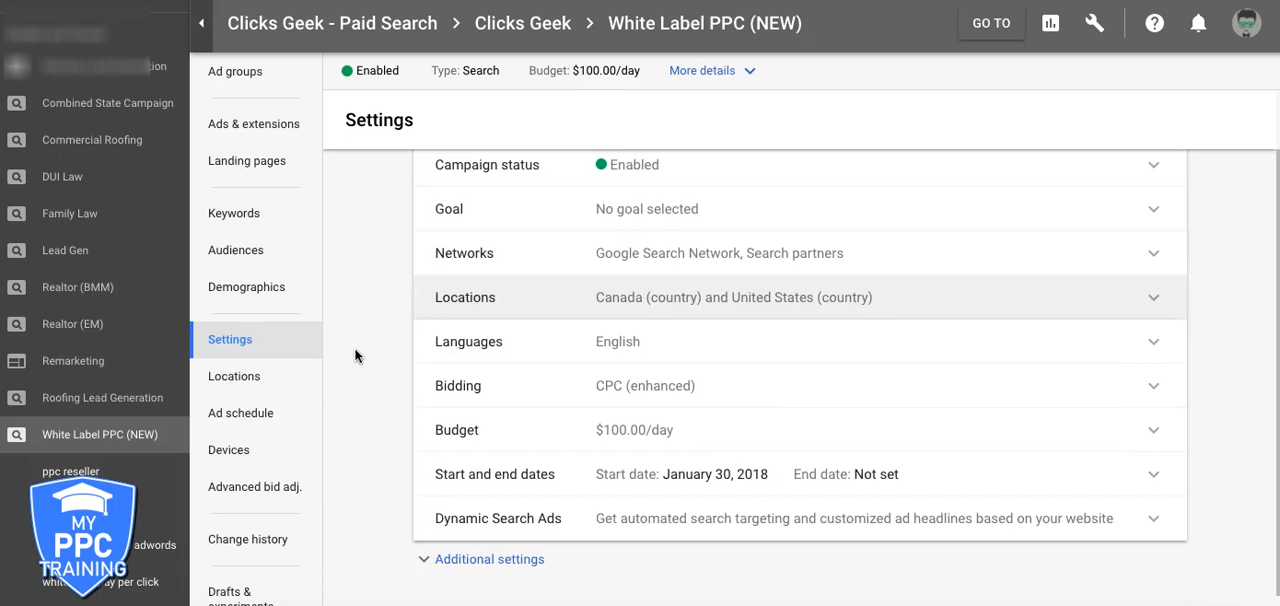 Clicks Geek - Paid Search > Clicks Geek > White Label PPC (NEW)
GO TO
Enabled Type: Search Budget: $100.00/day More details
ion
Combined State Campaign
Commercial Roofing
DUI Law
Family Law
Lead Gen
Realtor (BMM)
Realtor (EM)
Remarketing
Roofing Lead Generation
White Label PPC (NEW)
ppc reseller
adwords
ay per click
MY
PPC
TRAINING
Ad groups
Ads & extensions
Landing pages
Keywords
Audiences
Demographics
Settings
Locations
Ad schedule
Devices
Advanced bid adj.
Change history
Drafts &
experiments
Settings
Campaign status Enabled
Goal No goal selected
Networks Google Search Network, Search partners
Locations Canada (country) and United States (country)
Languages English
Bidding CPC (enhanced)
Budget $100.00/day
Start and end dates Start date: January 30, 2018 End date: Not set
Dynamic Search Ads Get automated search targeting and customized ad headlines based on your website
Additional settings